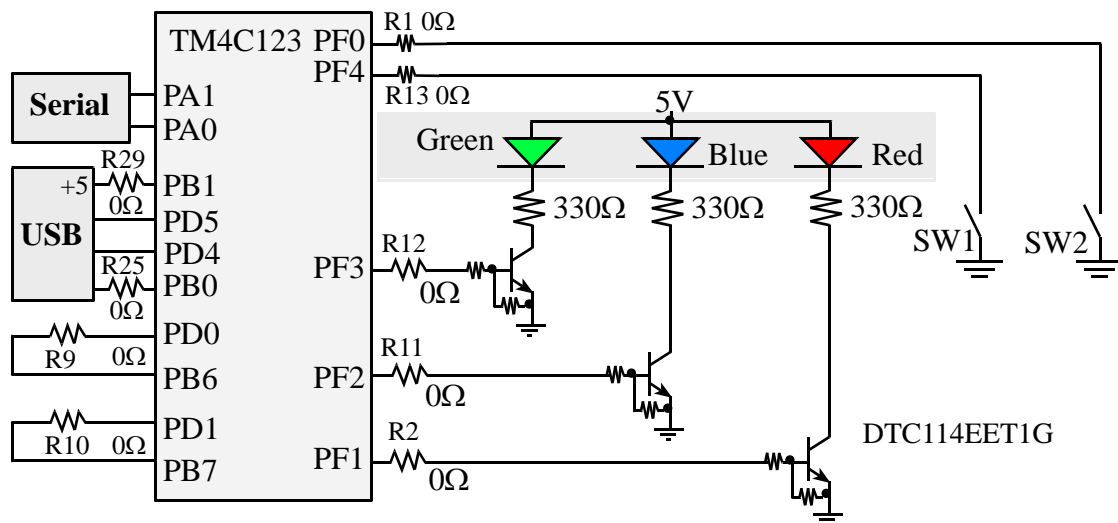 TM4C123
PF0
R1 0Ω
PF4
R13 0Ω
Serial
PA1
PA0
5V
Green
Blue
Red
R29
0Ω
+5
USB
PB1
PD5
PD4
R25
0Ω
PB0
330Ω
330Ω
330Ω
SW1
SW2
PF3
R12
0Ω
R9
0Ω
PD0
PB6
PF2
R11
0Ω
R10
0Ω
PD1
PB7
PF1
R2
0Ω
DTC114EET1G